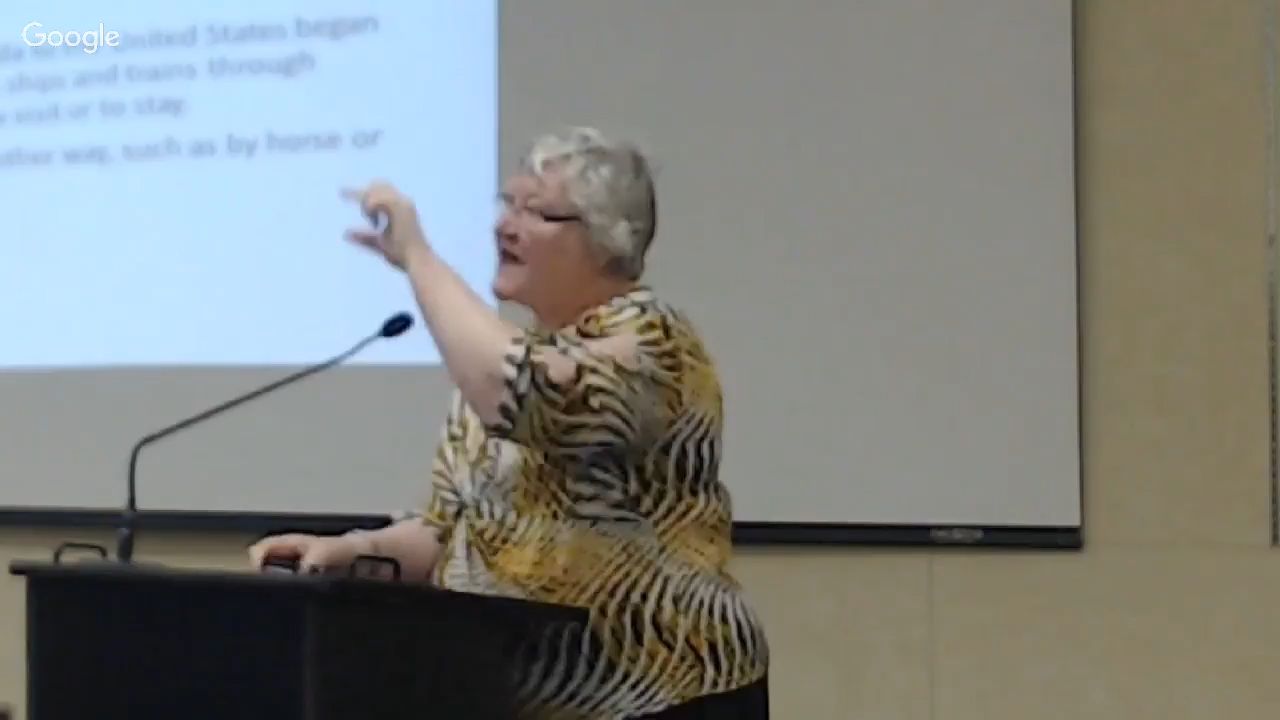 Google
United States began
ships and trains through
visit or to stay.
other way, such as by horse or